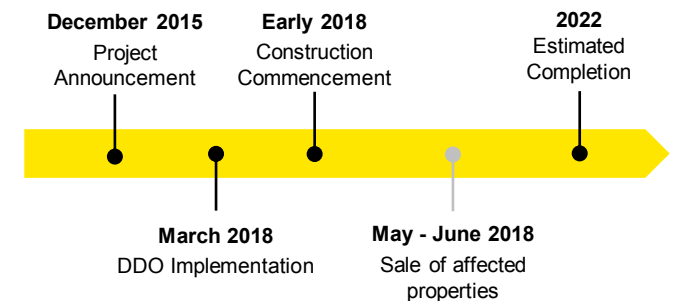 December 2015
Project
Announcement
Early 2018
Construction
Commencement
2022
Estimated
Completion
March 2018
DDO Implementation
May - June 2018
Sale of affected
properties